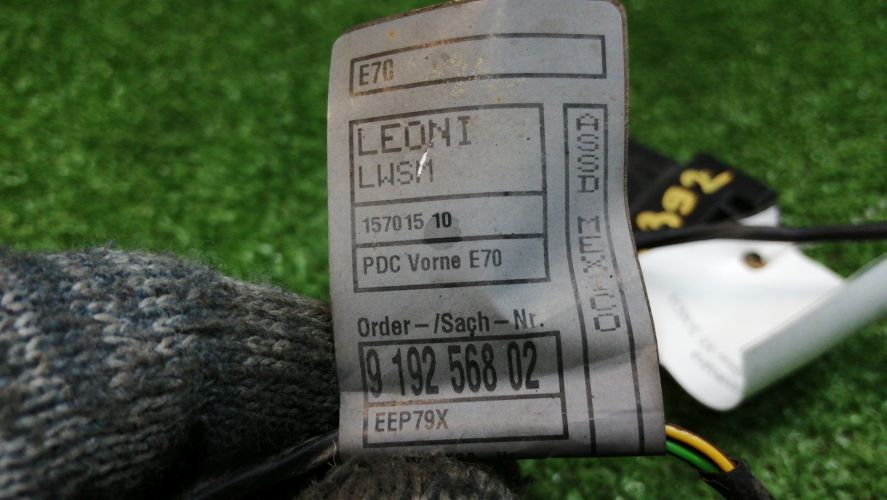 E70
LEONI
LWSM
157015 10
PDC Vorne E70
Order-/Sach-Nr.
9 192 568 02
EEP79X
ASSD MEXICO
392